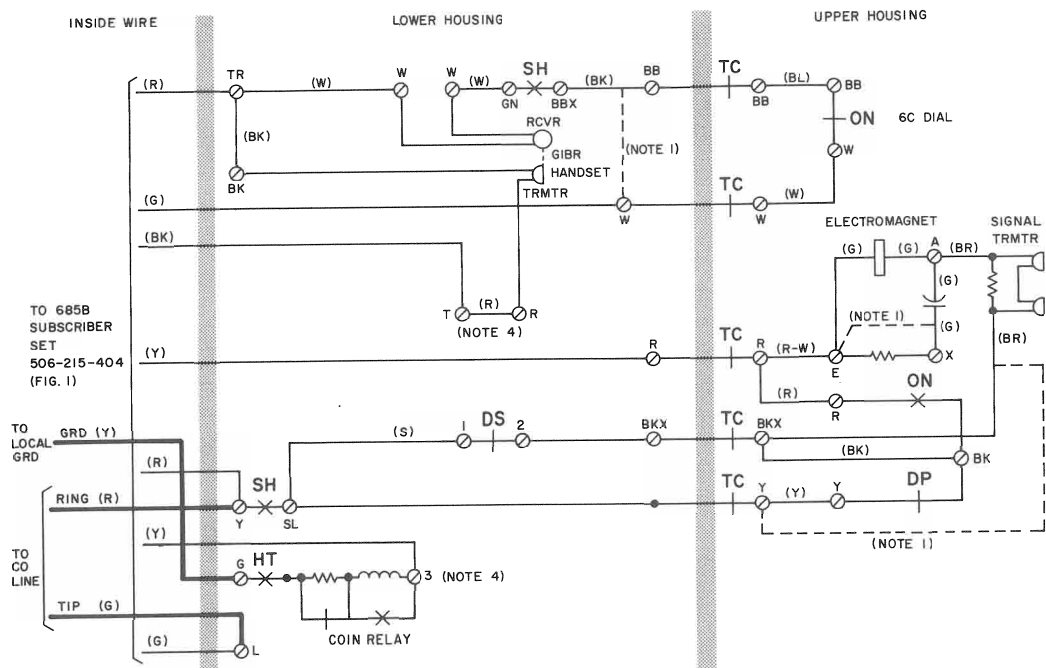 INSIDE WIRE
LOWER HOUSING
UPPER HOUSING
TR
(R)
(W)
W
W
(W)
SH
GN
BBX
(BK)
BB
TC
BB
(BL)
BB
ON
6C DIAL
W
(BK)
RCVR
GIBR
HANDSET
TRMTR
(NOTE 1)
BK
(G)
W
TC
W
(W)
(BK)
T
(R)
R
(NOTE 4)
ELECTROMAGNET
SIGNAL
TRMTR
(G)
(G)
A
(BR)
(G)
(NOTE 1)
(G)
(BR)
TO 685B
SUBSCRIBER
SET
506-215-404
(FIG. 1)
(Y)
R
TC
R
(R-W)
E
X
(R)
R
ON
TO
LOCAL
GRD
GRD (Y)
(S)
1
DS
2
BKX
TC
BKX
(BK)
BK
(R)
RING (R)
SH
Y
SL
TC
Y
(Y)
Y
DP
(NOTE 1)
TO
CO
LINE
(Y)
G
HT
3 (NOTE 4)
COIN RELAY
TIP (G)
(G)
L